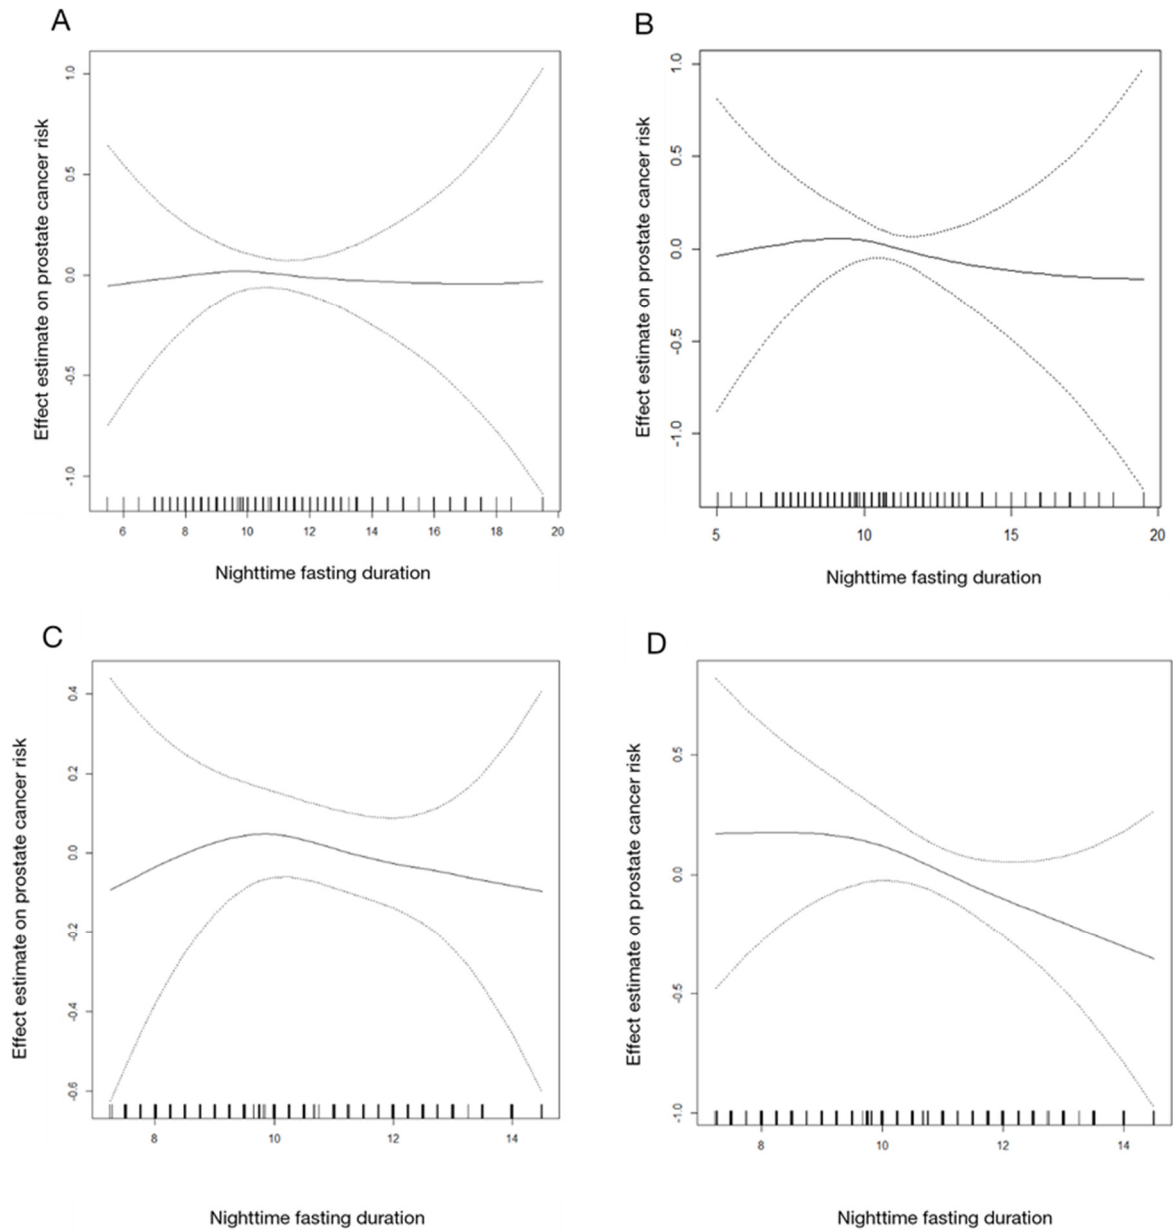 A
Effect estimate on prostate cancer risk
1.0
0.5
0.0
-0.5
-1.0
6 8 10 12 14 16 18 20
Nighttime fasting duration
B
Effect estimate on prostate cancer risk
1.0
0.5
0.0
-0.5
-1.0
5 10 15 20
Nighttime fasting duration
C
Effect estimate on prostate cancer risk
0.4
0.2
0.0
-0.2
-0.4
-0.6
8 10 12 14
Nighttime fasting duration
D
Effect estimate on prostate cancer risk
0.5
0.0
-0.5
-1.0
8 10 12 14
Nighttime fasting duration